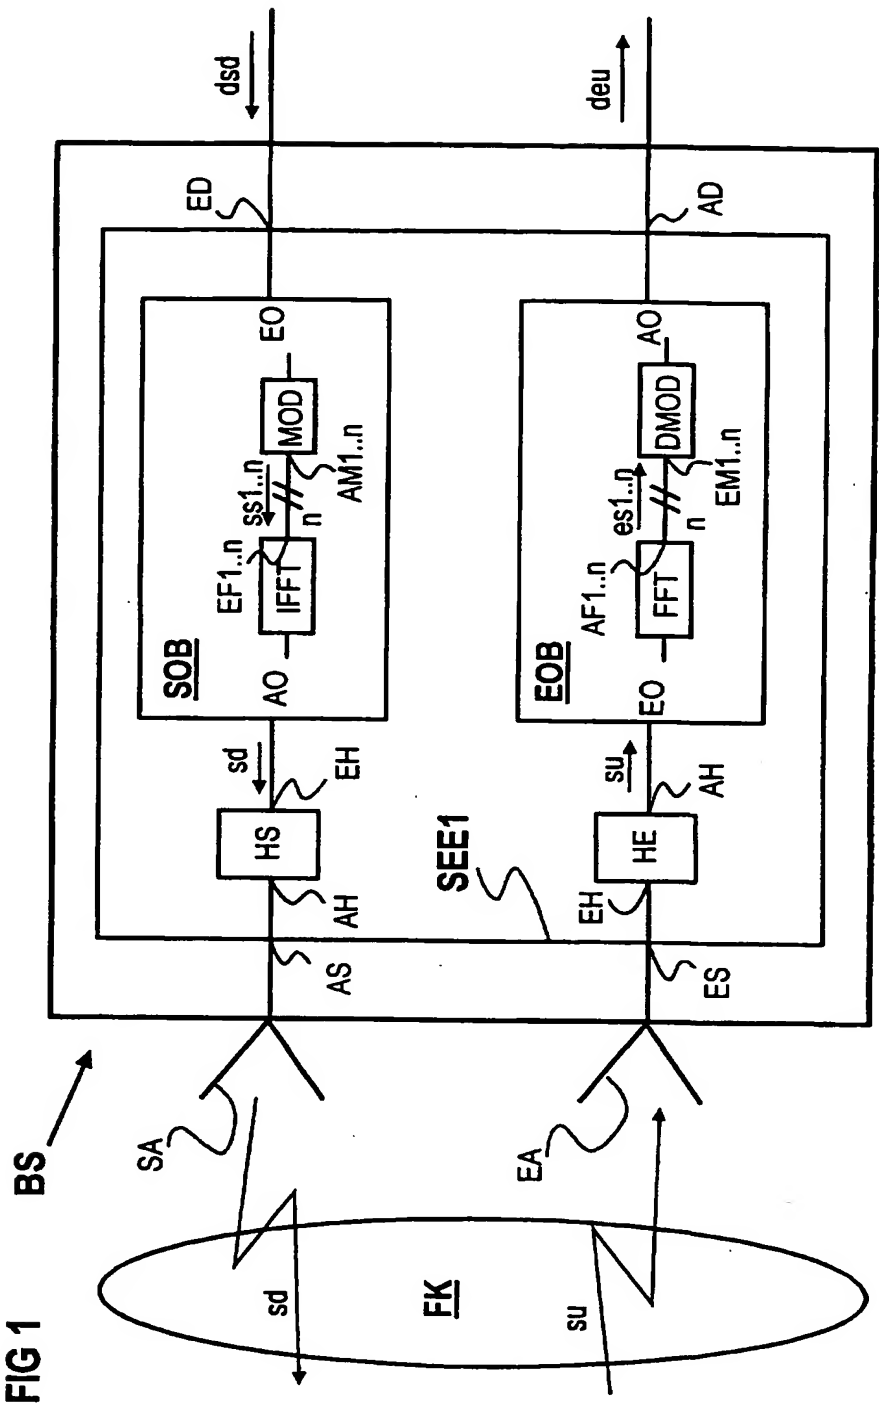 FIG 1
BS
dsd
ED
SOB
EO
MOD
ss1..n
AM1..n
n
EF1..n
IFFT
AO
sd
EH
HS
AH
AS
SA
sd
FK
SEE1
deu
AD
EOB
AO
DMOD
es1..n
EM1..n
n
AF1..n
FFT
EO
su
AH
HE
EH
ES
EA
su